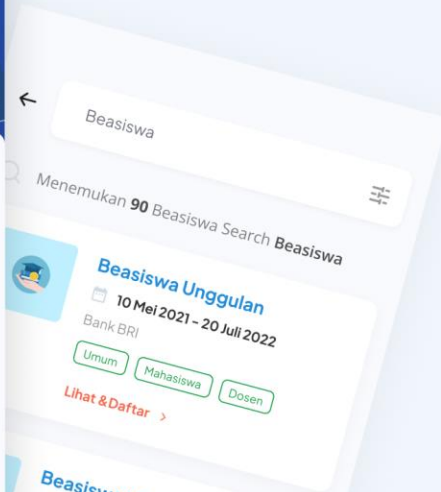 Beasiswa
Menemukan 90 Beasiswa Search Beasiswa
Beasiswa Unggulan
10 Mei 2021 - 20 Juli 2022
Bank BRI
Umum Mahasiswa Dosen
Lihat & Daftar >